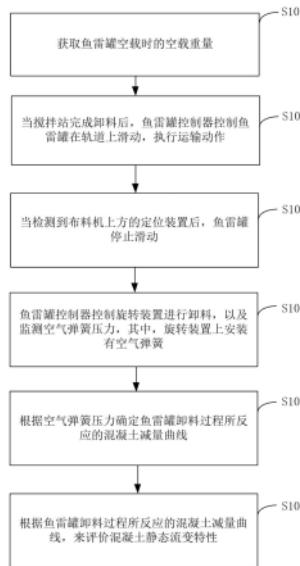 获取鱼雷罐空载时的空载重量
S10
当搅拌站完成卸料后，鱼雷罐控制器控制鱼
雷罐在轨道上滑动，执行运输动作
S10
当检测到布料机上方的定位装置后，鱼雷罐
停止滑动
S10
鱼雷罐控制器控制旋转装置进行卸料，以及
监测空气弹簧压力，其中，旋转装置上安装
有空气弹簧
S10
根据空气弹簧压力确定鱼雷罐卸料过程所反
应的混凝土减量曲线
S10
根据鱼雷罐卸料过程所反应的混凝土减量曲
线，来评价混凝土静态流变特性
S10